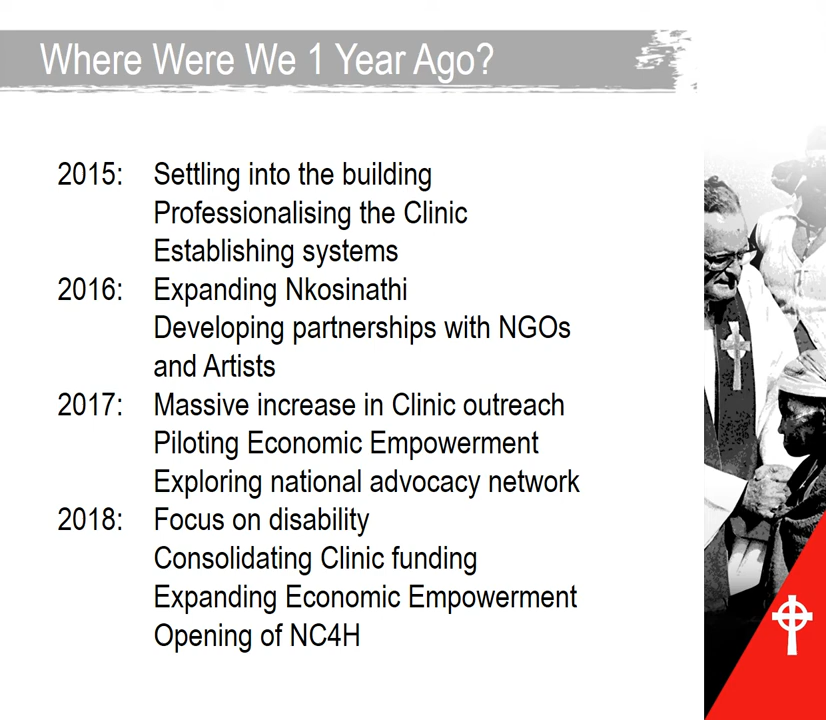 Where Were We 1 Year Ago?
2015: Settling into the building
Professionalising the Clinic
Establishing systems
2016: Expanding Nkosinathi
Developing partnerships with NGOs
and Artists
2017: Massive increase in Clinic outreach
Piloting Economic Empowerment
Exploring national advocacy network
2018: Focus on disability
Consolidating Clinic funding
Expanding Economic Empowerment
Opening of NC4H